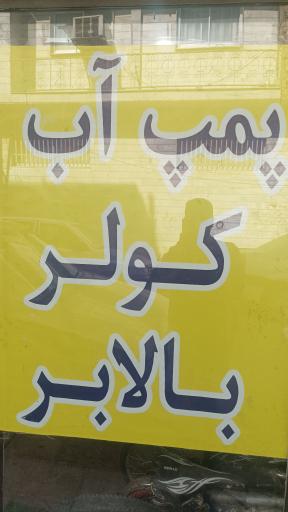 پمپ آب
کولر
بالابر